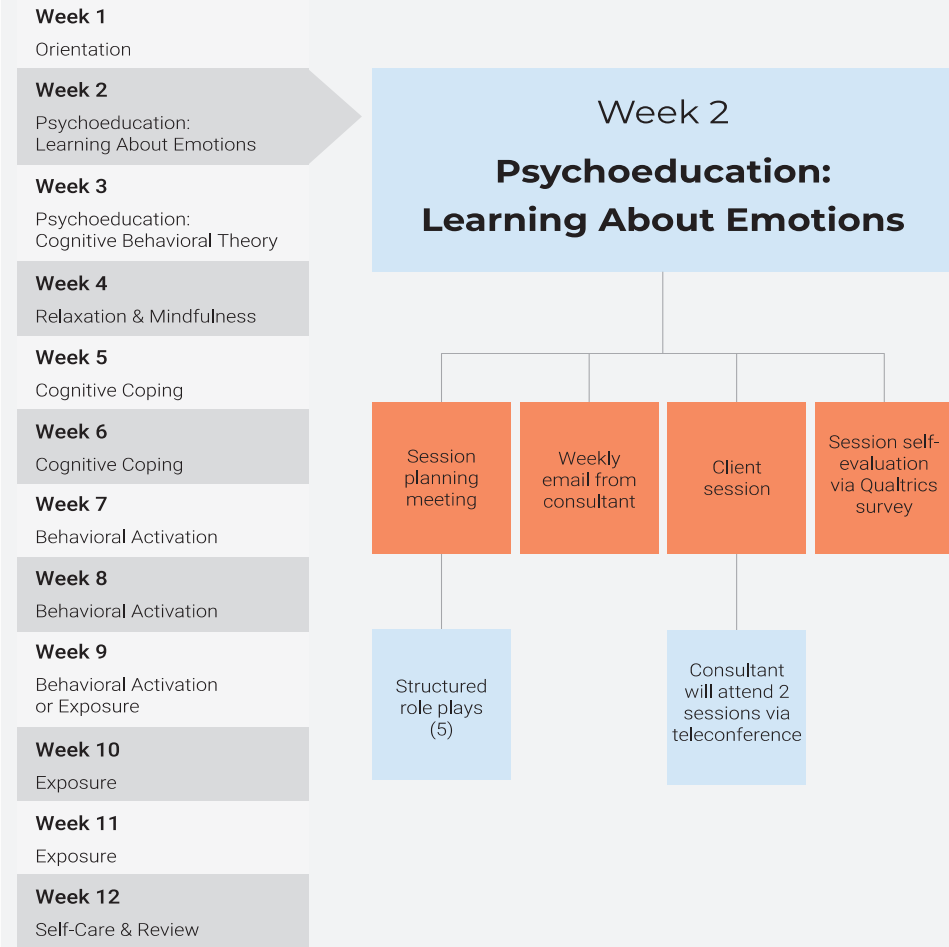 Week 1
Orientation
Week 2
Psychoeducation:
Learning About Emotions
Week 3
Psychoeducation:
Cognitive Behavioral Theory
Week 4
Relaxation & Mindfulness
Week 5
Cognitive Coping
Week 6
Cognitive Coping
Week 7
Behavioral Activation
Week 8
Behavioral Activation
Week 9
Behavioral Activation
or Exposure
Week 10
Exposure
Week 11
Exposure
Week 12
Self-Care & Review
Week 2
Psychoeducation:
Learning About Emotions
Session
planning
meeting
Weekly
email from
consultant
Client
session
Session self-
evaluation
via Qualtrics
survey
Structured
role plays
(5)
Consultant
will attend 2
sessions via
teleconference